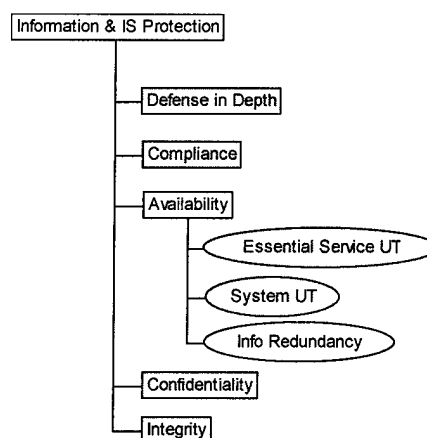 Information & IS Protection
Defense in Depth
Compliance
Availability
Essential Service UT
System UT
Info Redundancy
Confidentiality
Integrity